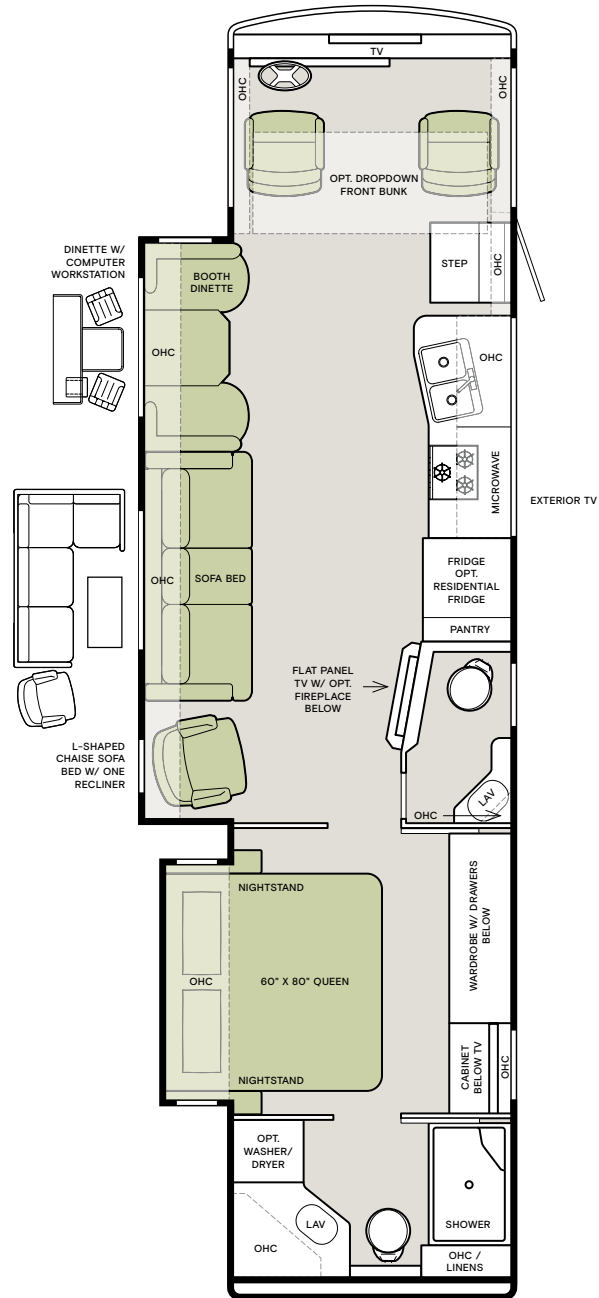 TV
OHC
OHC
OPT. DROPDOWN
FRONT BUNK
DINETTE W/
COMPUTER
WORKSTATION
BOOTH
DINETTE
STEP
OHC
OHC
OHC
MICROWAVE
EXTERIOR TV
OHC
SOFA BED
FRIDGE
OPT.
RESIDENTIAL
FRIDGE
PANTRY
FLAT PANEL
TV W/ OPT.
FIREPLACE
BELOW
L-SHAPED
CHAISE SOFA
BED W/ ONE
RECLINER
LAV
OHC
NIGHTSTAND
WARDROBE W/ DRAWERS
BELOW
OHC
60" X 80" QUEEN
NIGHTSTAND
CABINET
BELOW TV
OHC
OPT.
WASHER/
DRYER
LAV
OHC
SHOWER
OHC /
LINENS